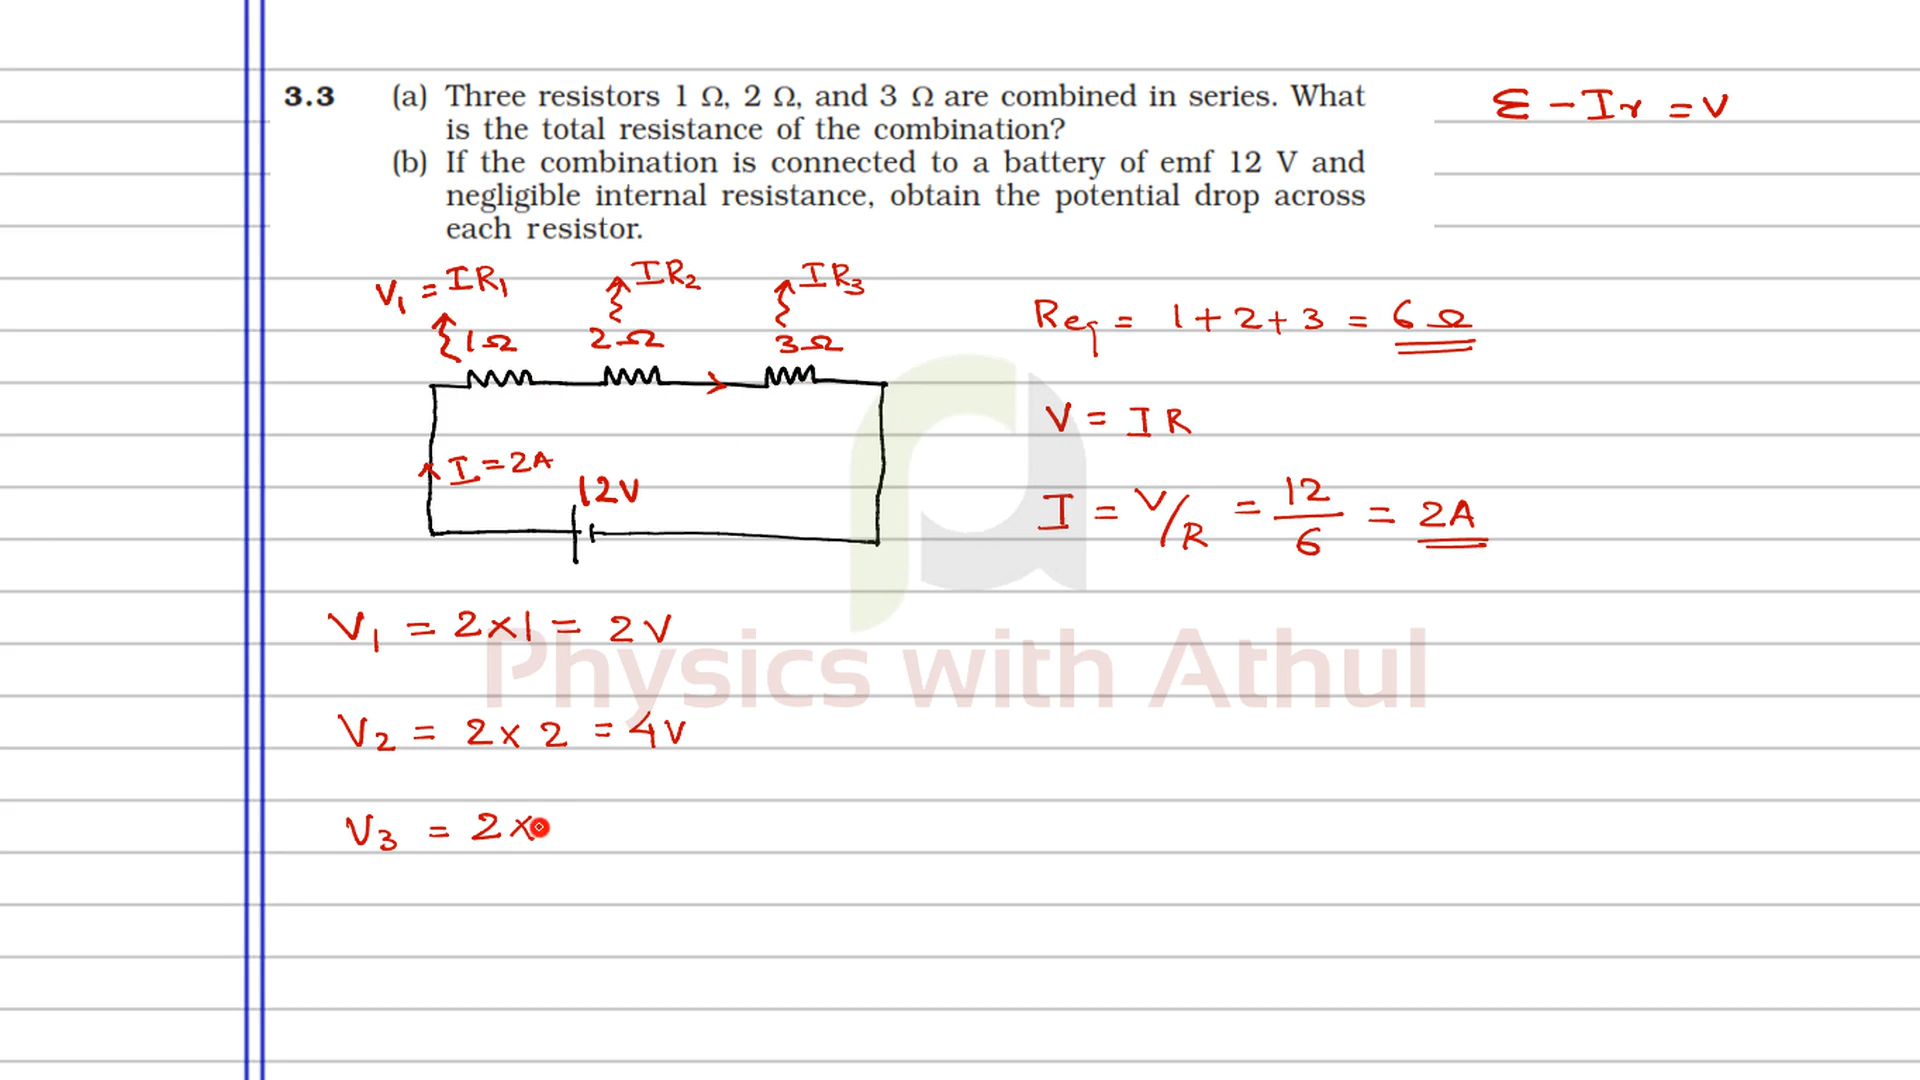 3.3 (a) Three resistors 1 Ω, 2 Ω, and 3 Ω are combined in series. What
is the total resistance of the combination?
(b) If the combination is connected to a battery of emf 12 V and
negligible internal resistance, obtain the potential drop across
each resistor.
Ɛ - Ir = V
V₁ = IR₁ IR₂ IR₃
1Ω 2Ω 3Ω
I = 2A
12V
Req = 1 + 2 + 3 = 6 Ω
V = IR
I = V/R = 12/6 = 2A
V₁ = 2×1 = 2V
V₂ = 2 × 2 = 4V
V₃ = 2×
Physics with Athul